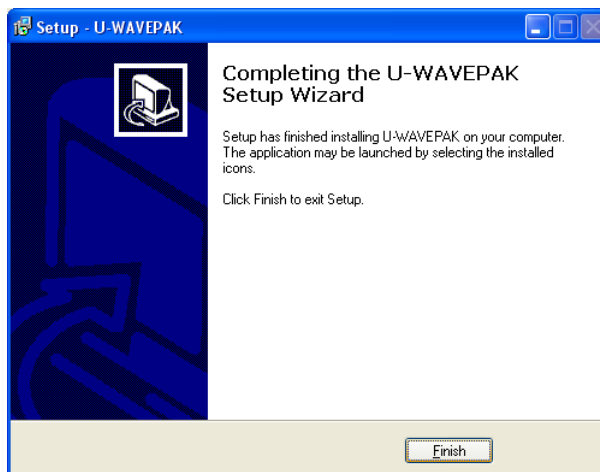 Setup - U-WAVEPAK
Completing the U-WAVEPAK
Setup Wizard
Setup has finished installing U-WAVEPAK on your computer.
The application may be launched by selecting the installed
icons.
Click Finish to exit Setup.
Finish